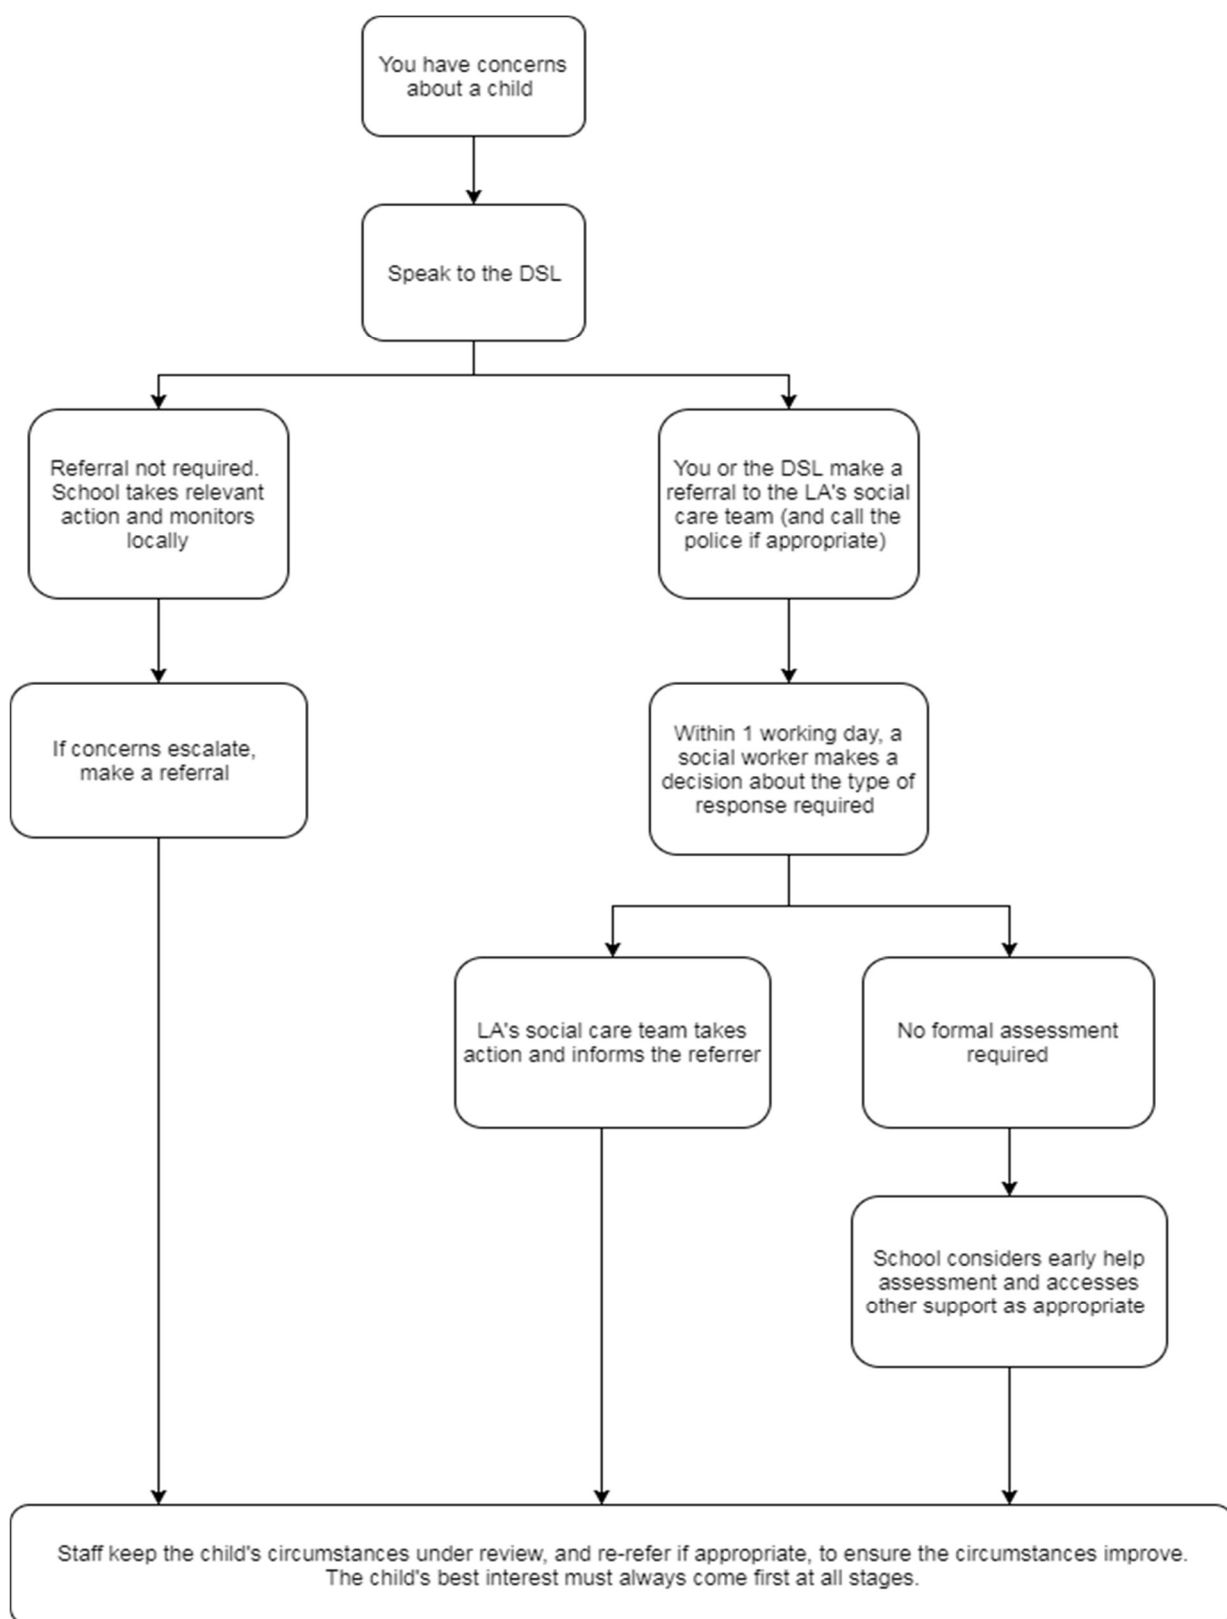 You have concerns
about a child
Speak to the DSL
Referral not required.
School takes relevant
action and monitors
locally
You or the DSL make a
referral to the LA's social
care team (and call the
police if appropriate)
If concerns escalate,
make a referral
Within 1 working day, a
social worker makes a
decision about the type of
response required
LA's social care team takes
action and informs the referrer
No formal assessment
required
School considers early help
assessment and accesses
other support as appropriate
Staff keep the child's circumstances under review, and re-refer if appropriate, to ensure the circumstances improve.
The child's best interest must always come first at all stages.